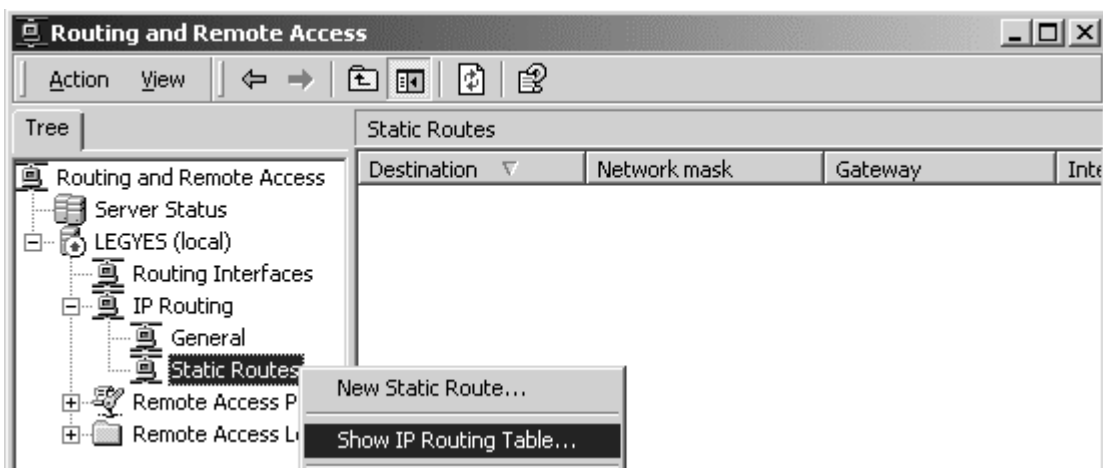 Routing and Remote Access
Action View
Tree
Static Routes
Destination Network mask Gateway Inte
Routing and Remote Access
Server Status
LEGYES (local)
Routing Interfaces
IP Routing
General
Static Routes
Remote Access P
Remote Access L
New Static Route...
Show IP Routing Table...